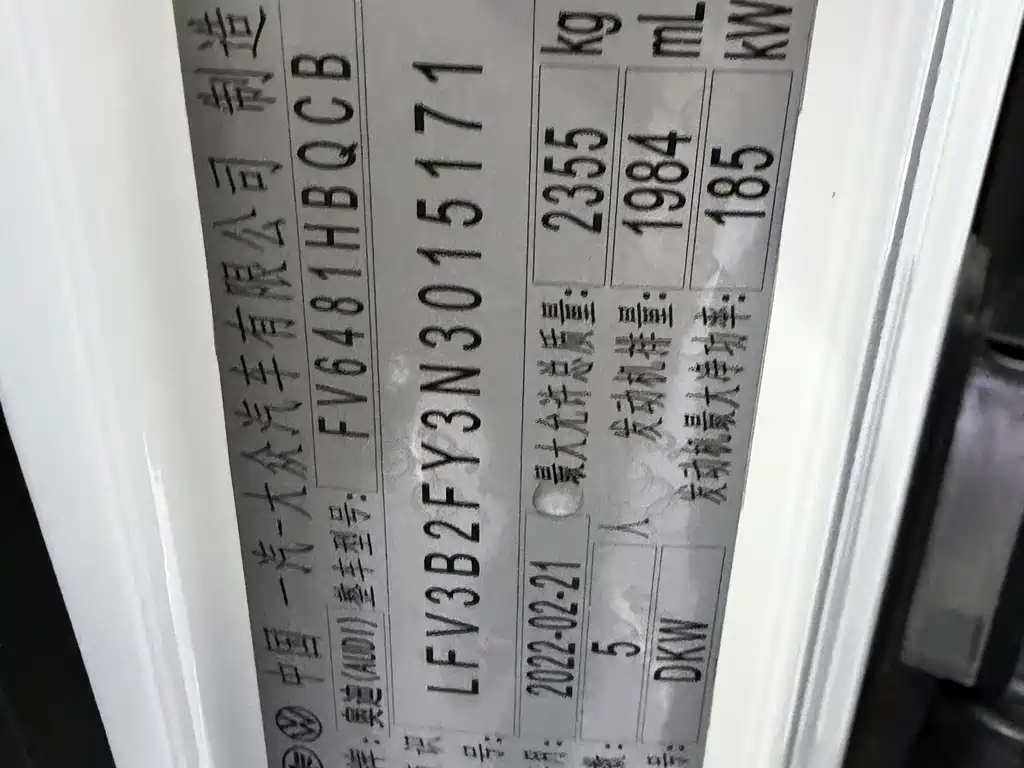 中国 一汽-大众汽车有限公司 制造
奥迪(AUDI) 整车型号: FV6481HBQCB
LFV3B2FY3N3015171
2022-02-21 最大允许总质量: 2355 kg
5 人 发动机排量: 1984 mL
DKW 发动机最大净功率: 185 kW